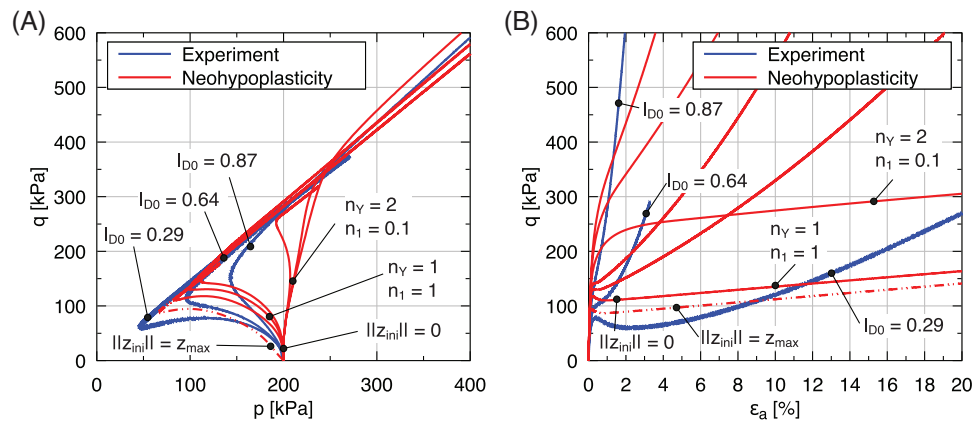 (A)
600
500
400
300
200
100
0
q [kPa]
Experiment
Neohypoplasticity
I_D0 = 0.87
I_D0 = 0.64
I_D0 = 0.29
n_Y = 2
n_1 = 0.1
n_Y = 1
n_1 = 1
||z_ini|| = z_max
||z_ini|| = 0
0 100 200 300 400
p [kPa]
(B)
600
500
400
300
200
100
0
q [kPa]
Experiment
Neohypoplasticity
I_D0 = 0.87
I_D0 = 0.64
n_Y = 2
n_1 = 0.1
n_Y = 1
n_1 = 1
||z_ini|| = 0
||z_ini|| = z_max
I_D0 = 0.29
0 2 4 6 8 10 12 14 16 18 20
ε_a [%]